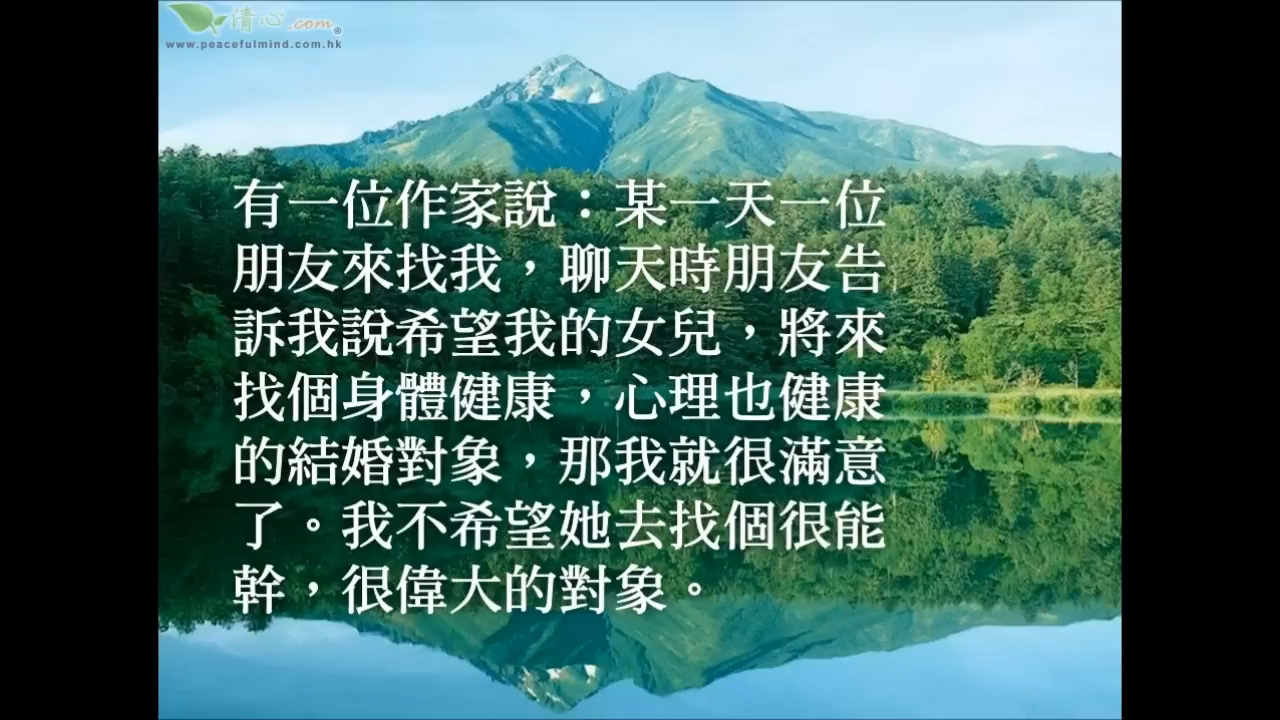 清心.com®
www.peacefulmind.com.hk
有一位作家說：某一天一位
朋友來找我，聊天時朋友告
訴我說希望我的女兒，將來
找個身體健康，心理也健康
的結婚對象，那我就很滿意
了。我不希望她去找個很能
幹，很偉大的對象。